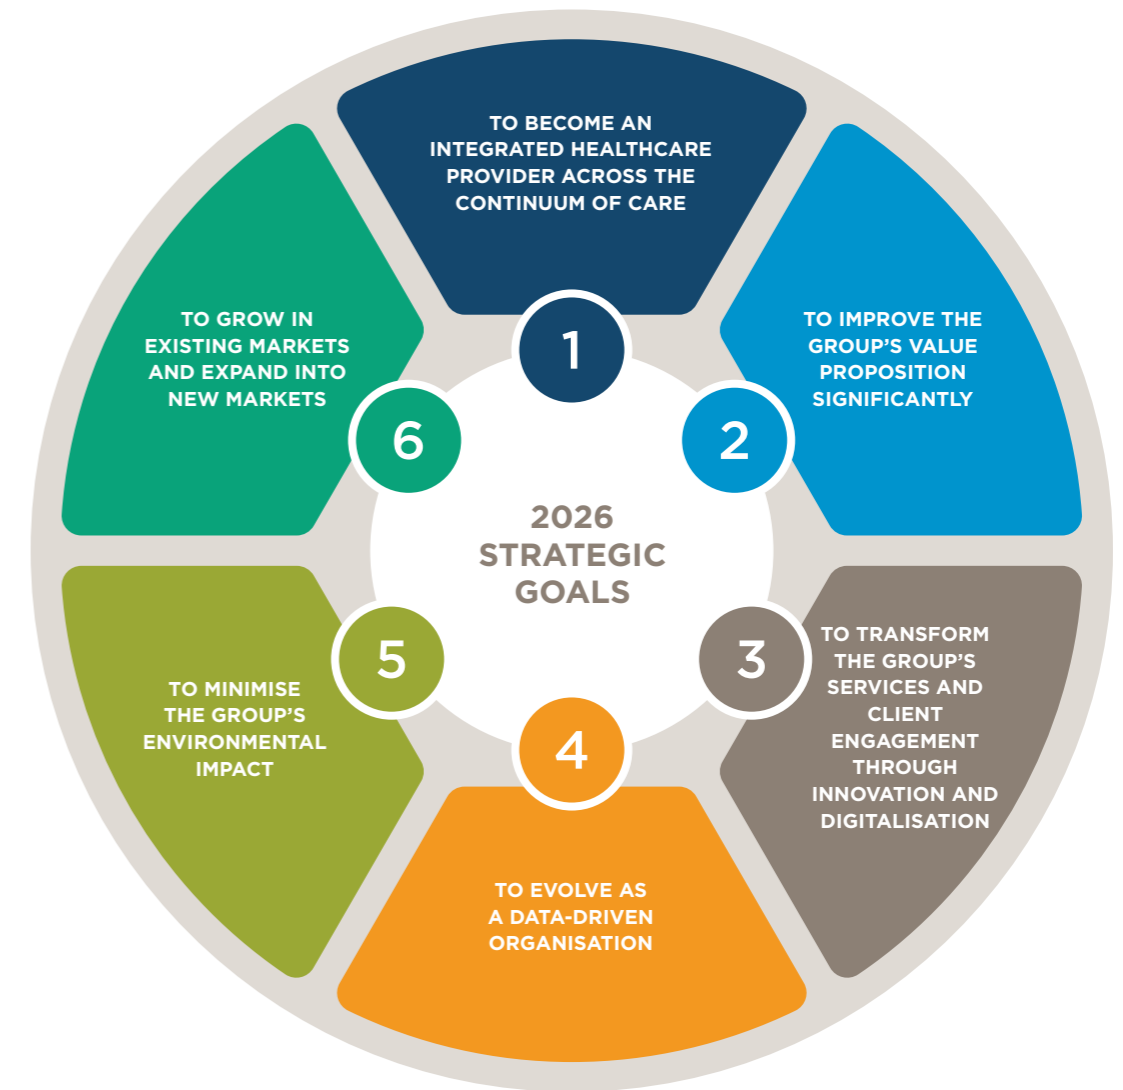 1
TO BECOME AN
INTEGRATED HEALTHCARE
PROVIDER ACROSS THE
CONTINUUM OF CARE
2
TO IMPROVE THE
GROUP'S VALUE
PROPOSITION
SIGNIFICANTLY
3
TO TRANSFORM
THE GROUP'S
SERVICES AND
CLIENT
ENGAGEMENT
THROUGH
INNOVATION AND
DIGITALISATION
4
TO EVOLVE AS
A DATA-DRIVEN
ORGANISATION
5
TO MINIMISE
THE GROUP'S
ENVIRONMENTAL
IMPACT
6
TO GROW IN
EXISTING MARKETS
AND EXPAND INTO
NEW MARKETS
2026
STRATEGIC
GOALS